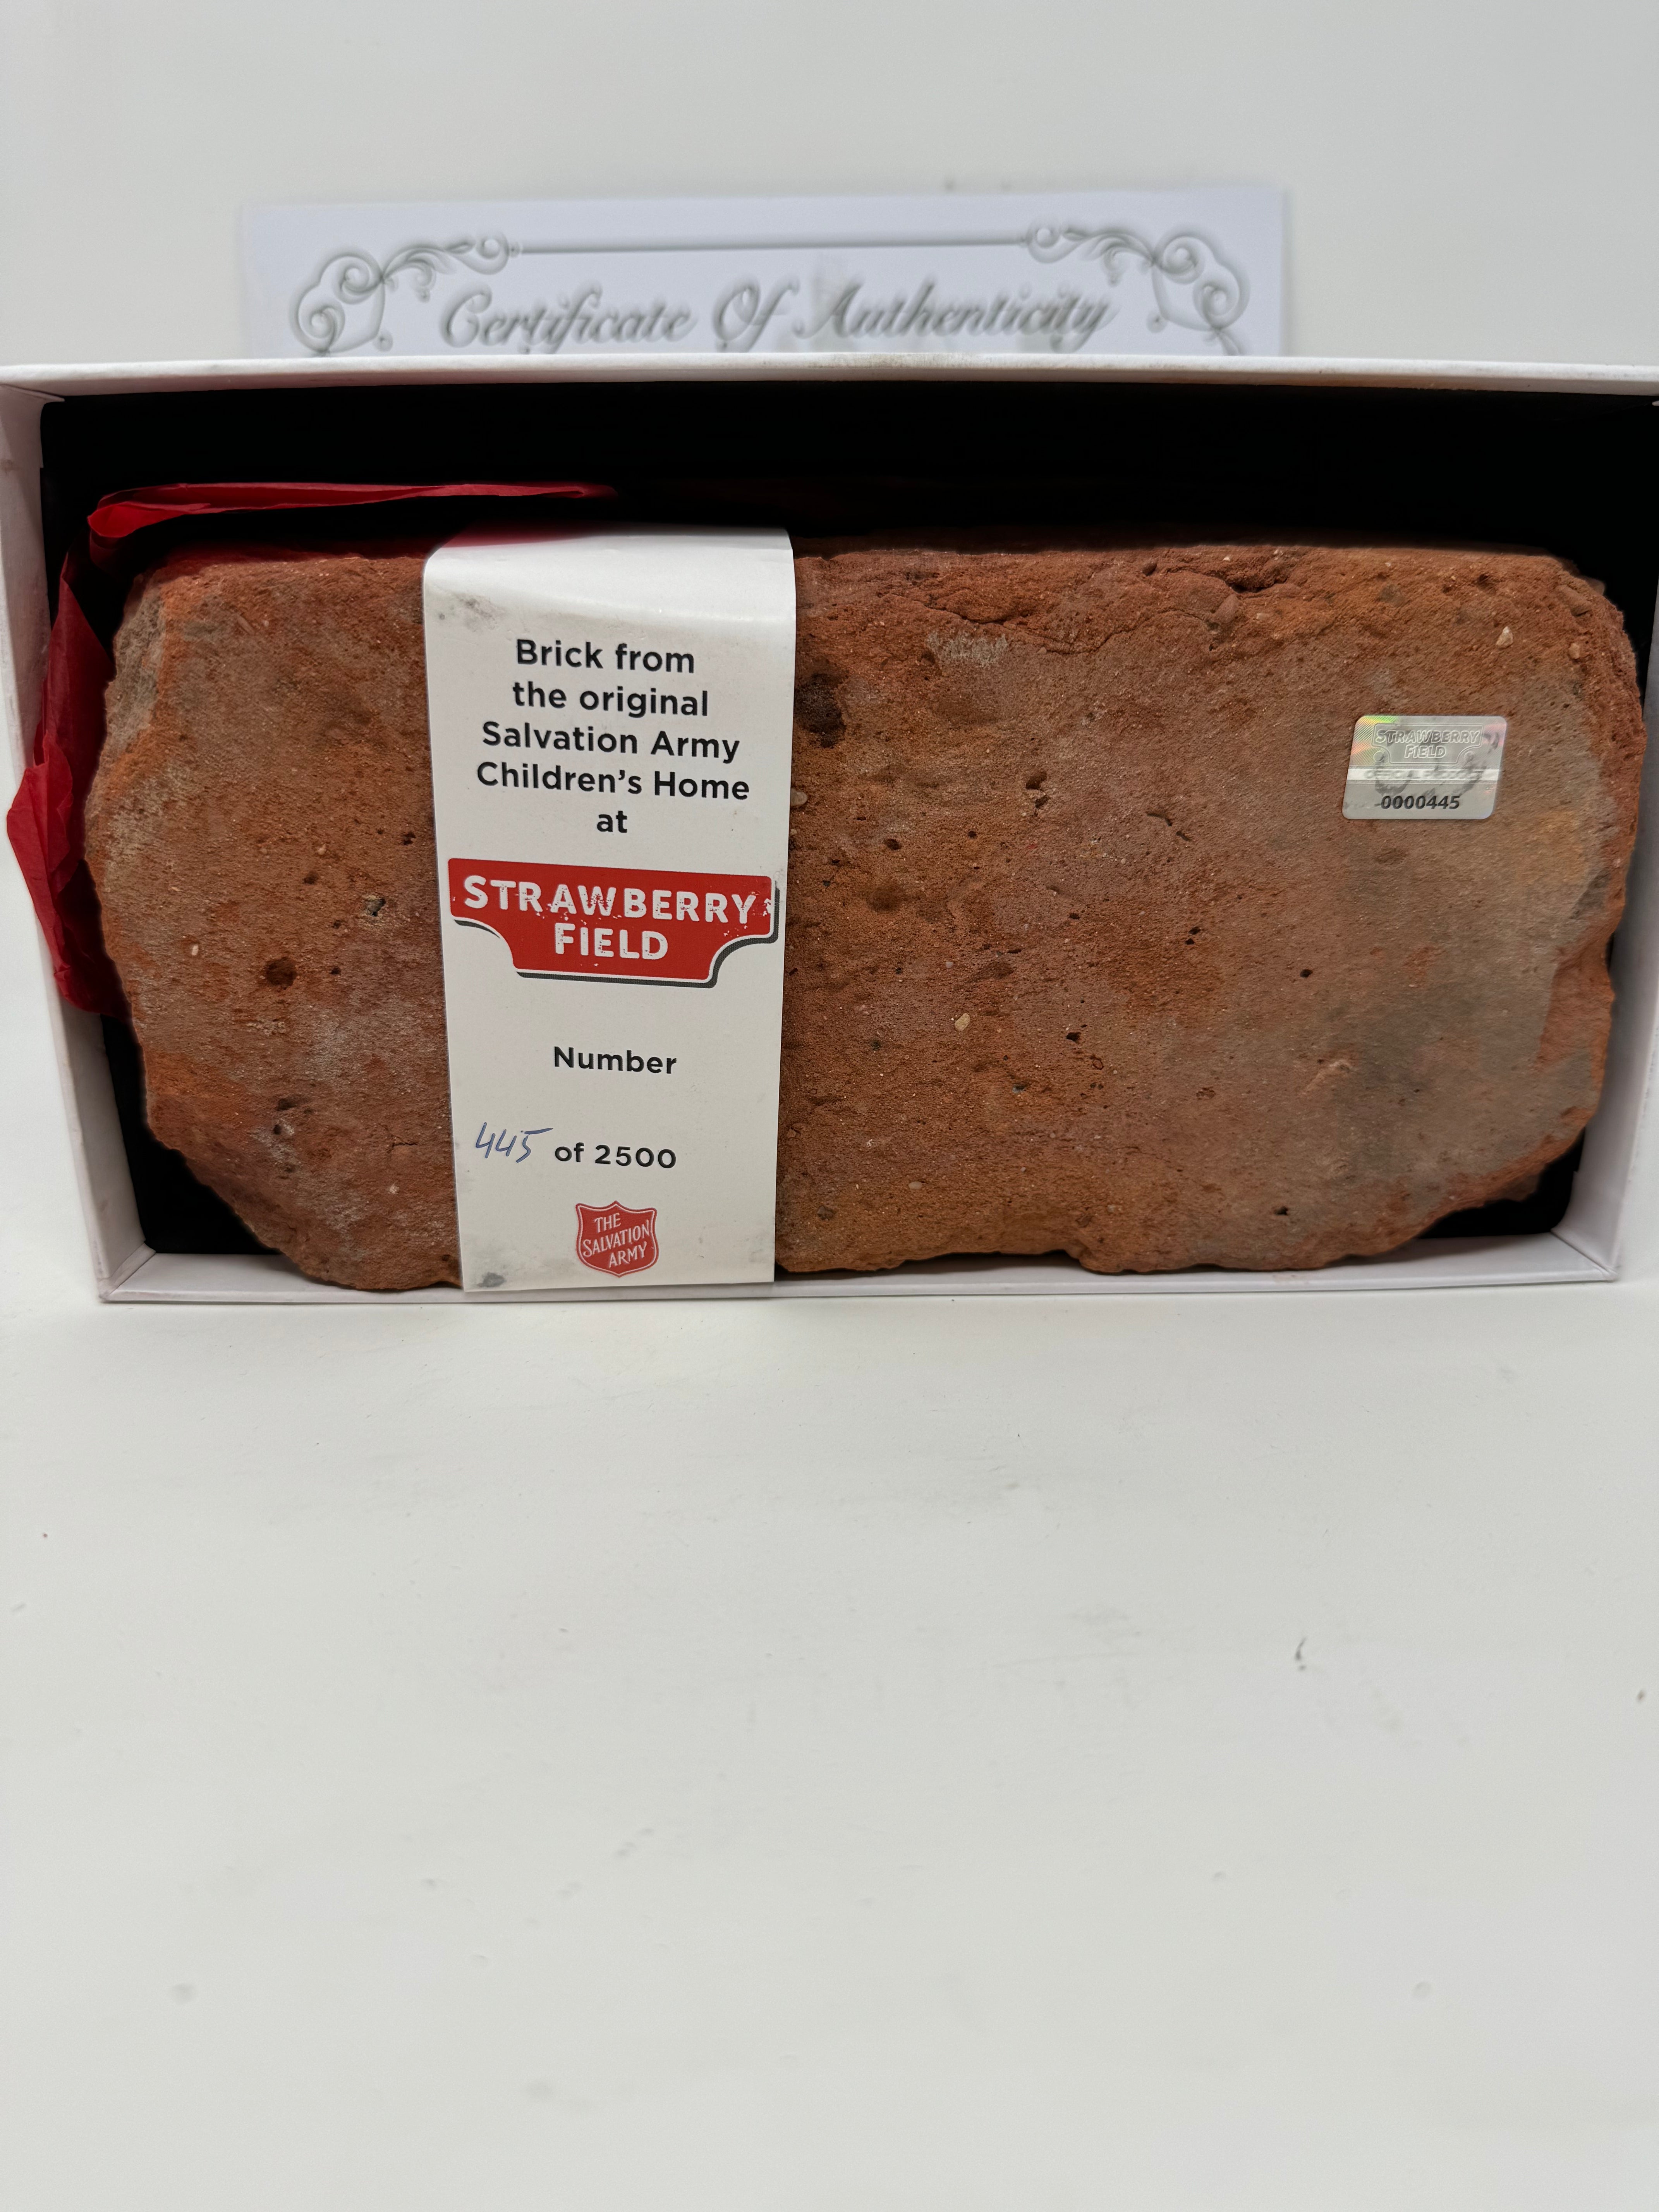 Certificate Of Authenticity
Brick from
the original
Salvation Army
Children's Home
at
STRAWBERRY
FIELD
Number
445 of 2500
THE
SALVATION
ARMY
STRAWBERRY
FIELD
OFFICIAL PRODUCT
0000445